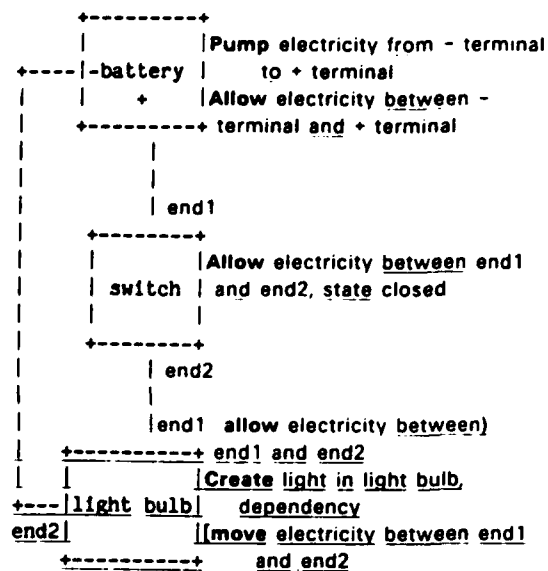 Pump electricity from - terminal
-battery to + terminal
+ Allow electricity between -
terminal and + terminal
end1
Allow electricity between end1
switch and end2, state closed
end2
end1 allow electricity between)
end1 and end2
Create light in light bulb,
light bulb dependency
end2 [move electricity between end1
and end2